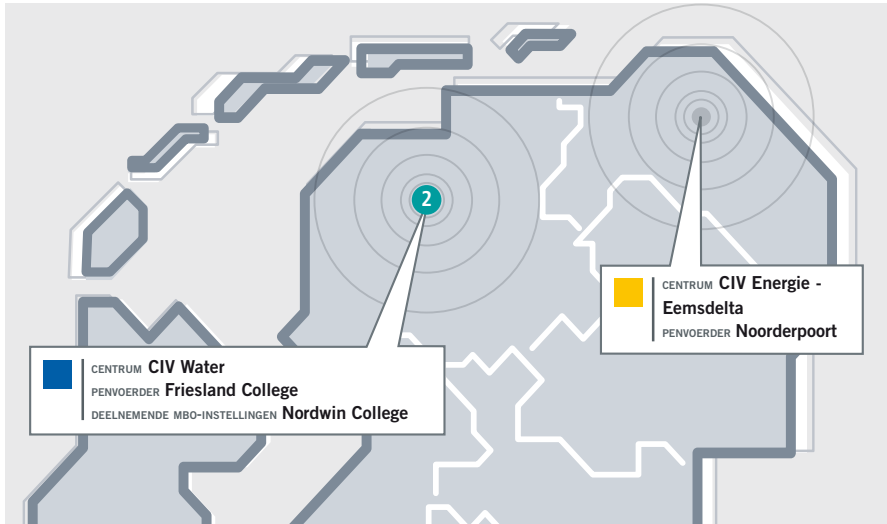 2
CENTRUM CIV Energie -
Eemsdelta
PENVOERDER Noorderpoort
CENTRUM CIV Water
PENVOERDER Friesland College
DEELNEMENDE MBO-INSTELLINGEN Nordwin College